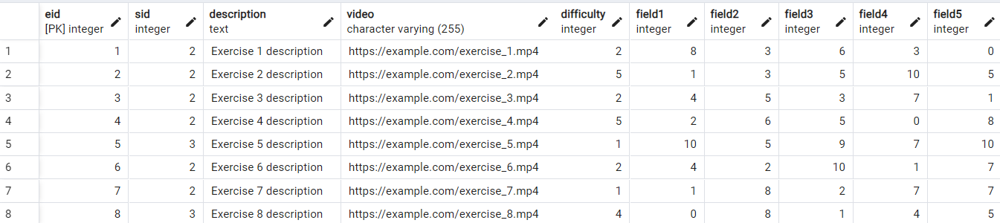 eid sid description video difficulty field1 field2 field3 field4 field5
[PK] integer integer text character varying (255) integer integer integer integer integer integer
1 1 2 Exercise 1 description https://example.com/exercise_1.mp4 2 8 3 6 3 0
2 2 2 Exercise 2 description https://example.com/exercise_2.mp4 5 1 3 5 10 5
3 3 2 Exercise 3 description https://example.com/exercise_3.mp4 2 4 5 3 7 1
4 4 2 Exercise 4 description https://example.com/exercise_4.mp4 5 2 6 5 0 8
5 5 3 Exercise 5 description https://example.com/exercise_5.mp4 1 10 5 9 7 10
6 6 2 Exercise 6 description https://example.com/exercise_6.mp4 2 4 2 10 1 7
7 7 2 Exercise 7 description https://example.com/exercise_7.mp4 1 1 8 2 7 7
8 8 3 Exercise 8 description https://example.com/exercise_8.mp4 4 0 8 1 4 5